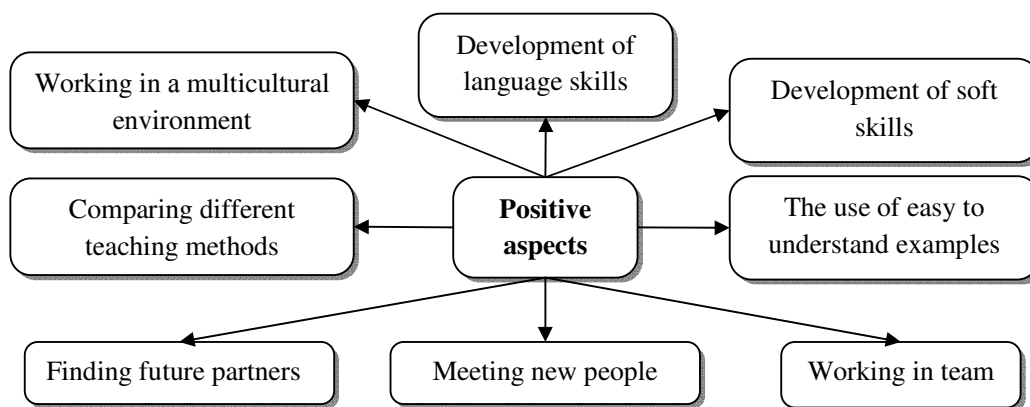 Development of
language skills
Working in a multicultural
environment
Development of soft
skills
Comparing different
teaching methods
Positive
aspects
The use of easy to
understand examples
Finding future partners
Meeting new people
Working in team